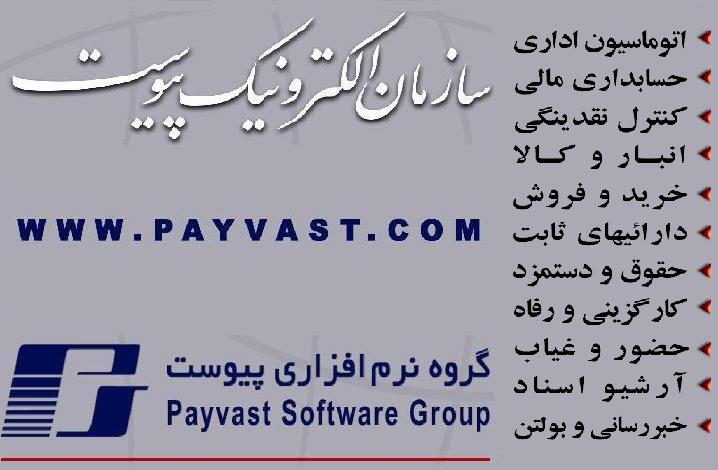 سازمان الکترونیک پیوست
WWW.PAYVAST.COM
گروه نرم افزاری پیوست
Payvast Software Group
اتوماسیون اداری
حسابداری مالی
کنترل نقدینگی
انبار و کالا
خرید و فروش
دارائیهای ثابت
حقوق و دستمزد
کارگزینی و رفاه
حضور و غیاب
آرشیو اسناد
خبررسانی و بولتن